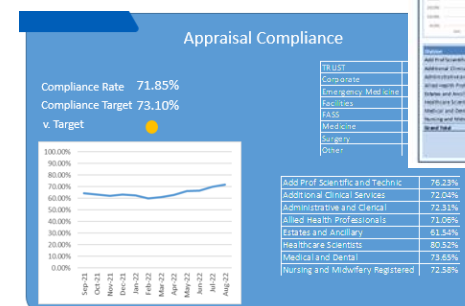 Appraisal Compliance
Compliance Rate 71.85%
Compliance Target 73.10%
v. Target
TRUST
Corporate
Emergency Medicine
Facilities
FASS
Medicine
Surgery
Other
100.00%
90.00%
80.00%
70.00%
60.00%
50.00%
40.00%
30.00%
20.00%
10.00%
0.00%
Sep-21
Oct-21
Nov-21
Dec-21
Jan-22
Feb-22
Mar-22
Apr-22
May-22
Jun-22
Jul-22
Aug-22
Add Prof Scientific and Technic 76.23%
Additional Clinical Services 72.04%
Administrative and Clerical 72.31%
Allied Health Professionals 71.06%
Estates and Ancillary 61.54%
Healthcare Scientists 80.52%
Medical and Dental 73.65%
Nursing and Midwifery Registered 72.58%
Grand Total